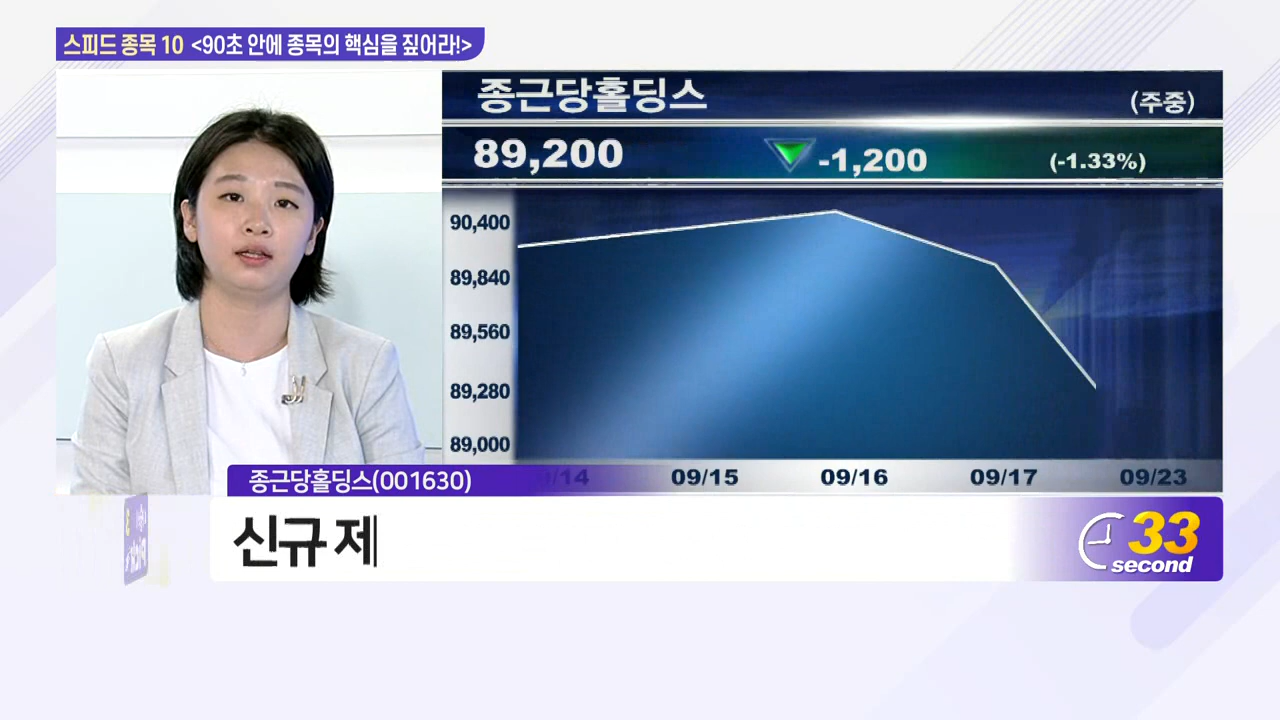 스피드 종목 10 <90초 안에 종목의 핵심을 짚어라!>
종근당홀딩스
(주중)
89,200
-1,200
(-1.33%)
90,400
89,840
89,560
89,280
89,000
/14
09/15
09/16
09/17
09/23
종근당홀딩스(001630)
신규 제
33
second